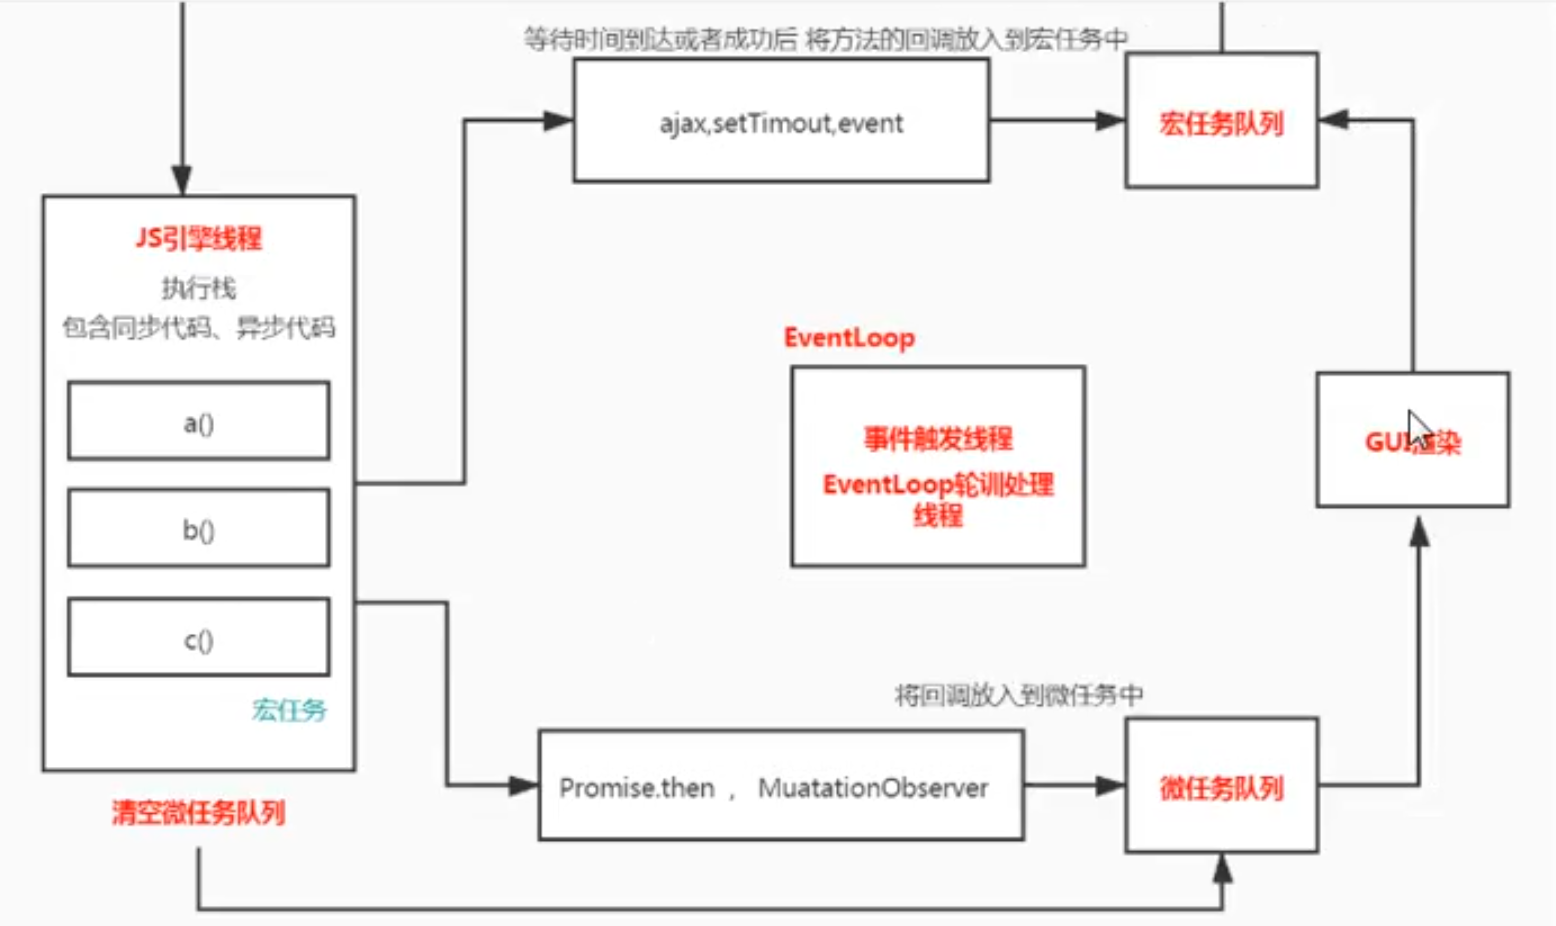 等待时间到达或者成功后 将方法的回调放入到宏任务中
ajax,setTimout,event
宏任务队列
JS引擎线程
执行栈
包含同步代码、异步代码
a()
b()
c()
宏任务
清空微任务队列
EventLoop
事件触发线程
EventLoop轮训处理
线程
GUI渲染
将回调放入到微任务中
Promise.then ， MuatationObserver
微任务队列